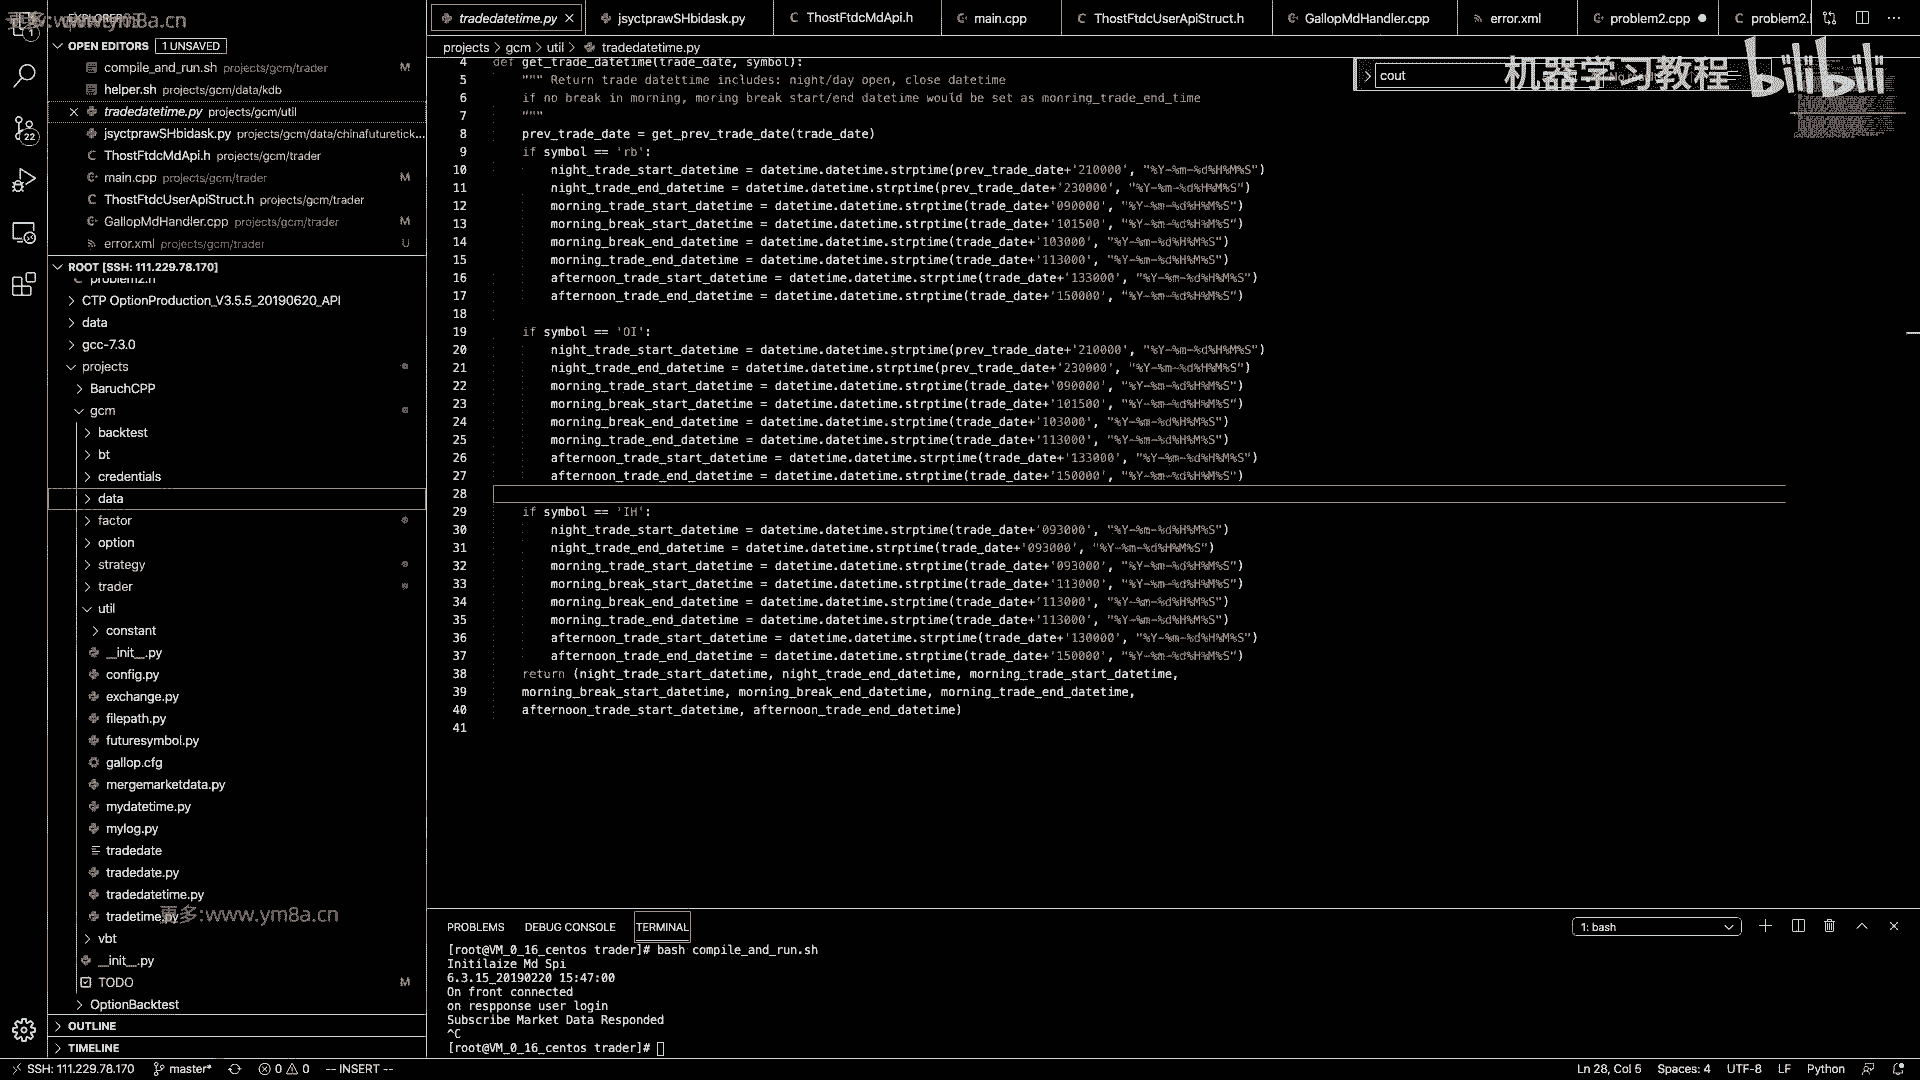 更多:www.ym8a.cn
OPEN EDITORS 1 UNSAVED
compile_and_run.sh projects/gcm/trader M
helper.sh projects/gcm/data/kdb
tradedatetime.py projects/gcm/util
jsyctprawSHbidask.py projects/gcm/data/chinafuturetick...
ThostFtdcMdApi.h projects/gcm/trader
main.cpp projects/gcm/trader M
ThostFtdcUserApiStruct.h projects/gcm/trader
GallopMdHandler.cpp projects/gcm/trader M
error.xml projects/gcm/trader U
ROOT [SSH: 111.229.78.170]
problem2.h
CTP OptionProduction_V3.5.5_20190620_API
data
gcc-7.3.0
projects
BaruchCPP
gcm
backtest
bt
credentials
data
factor
option
strategy
trader
util
constant
__init__.py
config.py
exchange.py
filepath.py
futuresymbol.py
gallop.cfg
mergemarketdata.py
mydatetime.py
mylog.py
tradedate
tradedate.py
tradedatetime.py
tradetime.py
更多:www.ym8a.cn
vbt
__init__.py
TODO M
OptionBacktest
OUTLINE
TIMELINE
22
tradedatetime.py jsyctprawSHbidask.py ThostFtdcMdApi.h main.cpp ThostFtdcUserApiStruct.h GallopMdHandler.cpp error.xml problem2.cpp problem2.
projects > gcm > util > tradedatetime.py
cout
机器学习教程 bilibili
4 def get_trade_datetime(trade_date, symbol):
5 """ Return trade datettime includes: night/day open, close datetime
6 if no break in morning, moring break start/end datetime would be set as monring_trade_end_time
7 """
8 prev_trade_date = get_prev_trade_date(trade_date)
9 if symbol == 'rb':
10 night_trade_start_datetime = datetime.datetime.strptime(prev_trade_date+'210000', "%Y-%m-%d%H%M%S")
11 night_trade_end_datetime = datetime.datetime.strptime(prev_trade_date+'230000', "%Y-%m-%d%H%M%S")
12 morning_trade_start_datetime = datetime.datetime.strptime(trade_date+'090000', "%Y-%m-%d%H%M%S")
13 morning_break_start_datetime = datetime.datetime.strptime(trade_date+'101500', "%Y-%m-%d%H%M%S")
14 morning_break_end_datetime = datetime.datetime.strptime(trade_date+'103000', "%Y-%m-%d%H%M%S")
15 morning_trade_end_datetime = datetime.datetime.strptime(trade_date+'113000', "%Y-%m-%d%H%M%S")
16 afternoon_trade_start_datetime = datetime.datetime.strptime(trade_date+'133000', "%Y-%m-%d%H%M%S")
17 afternoon_trade_end_datetime = datetime.datetime.strptime(trade_date+'150000', "%Y-%m-%d%H%M%S")
18
19 if symbol == 'OI':
20 night_trade_start_datetime = datetime.datetime.strptime(prev_trade_date+'210000', "%Y-%m-%d%H%M%S")
21 night_trade_end_datetime = datetime.datetime.strptime(prev_trade_date+'230000', "%Y-%m-%d%H%M%S")
22 morning_trade_start_datetime = datetime.datetime.strptime(trade_date+'090000', "%Y-%m-%d%H%M%S")
23 morning_break_start_datetime = datetime.datetime.strptime(trade_date+'101500', "%Y-%m-%d%H%M%S")
24 morning_break_end_datetime = datetime.datetime.strptime(trade_date+'103000', "%Y-%m-%d%H%M%S")
25 morning_trade_end_datetime = datetime.datetime.strptime(trade_date+'113000', "%Y-%m-%d%H%M%S")
26 afternoon_trade_start_datetime = datetime.datetime.strptime(trade_date+'133000', "%Y-%m-%d%H%M%S")
27 afternoon_trade_end_datetime = datetime.datetime.strptime(trade_date+'150000', "%Y-%m-%d%H%M%S")
28
29 if symbol == 'IH':
30 night_trade_start_datetime = datetime.datetime.strptime(trade_date+'093000', "%Y-%m-%d%H%M%S")
31 night_trade_end_datetime = datetime.datetime.strptime(trade_date+'093000', "%Y-%m-%d%H%M%S")
32 morning_trade_start_datetime = datetime.datetime.strptime(trade_date+'093000', "%Y-%m-%d%H%M%S")
33 morning_break_start_datetime = datetime.datetime.strptime(trade_date+'113000', "%Y-%m-%d%H%M%S")
34 morning_break_end_datetime = datetime.datetime.strptime(trade_date+'113000', "%Y-%m-%d%H%M%S")
35 morning_trade_end_datetime = datetime.datetime.strptime(trade_date+'113000', "%Y-%m-%d%H%M%S")
36 afternoon_trade_start_datetime = datetime.datetime.strptime(trade_date+'130000', "%Y-%m-%d%H%M%S")
37 afternoon_trade_end_datetime = datetime.datetime.strptime(trade_date+'150000', "%Y-%m-%d%H%M%S")
38 return (night_trade_start_datetime, night_trade_end_datetime, morning_trade_start_datetime,
39 morning_break_start_datetime, morning_break_end_datetime, morning_trade_end_datetime,
40 afternoon_trade_start_datetime, afternoon_trade_end_datetime)
41
PROBLEMS DEBUG CONSOLE TERMINAL 1: bash
[root@VM_0_16_centos trader]# bash compile_and_run.sh
Initilaize Md Spi
6.3.15_20190220 15:47:00
On front connected
on respponse user login
Subscribe Market Data Responded
^C
[root@VM_0_16_centos trader]#
SSH: 111.229.78.170 master* 0 0 -- INSERT -- Ln 28, Col 5 Spaces: 4 UTF-8 LF Python